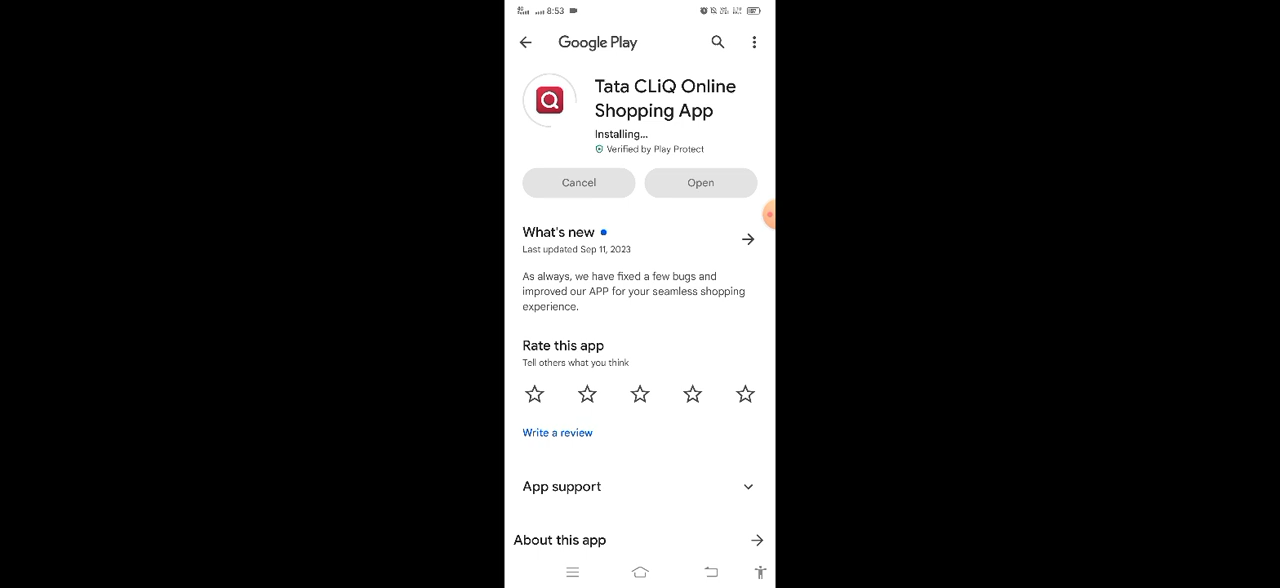 8:53
Google Play
Tata CLiQ Online
Shopping App
Installing...
Verified by Play Protect
Cancel
Open
What's new
Last updated Sep 11, 2023
As always, we have fixed a few bugs and
improved our APP for your seamless shopping
experience.
Rate this app
Tell others what you think
Write a review
App support
About this app